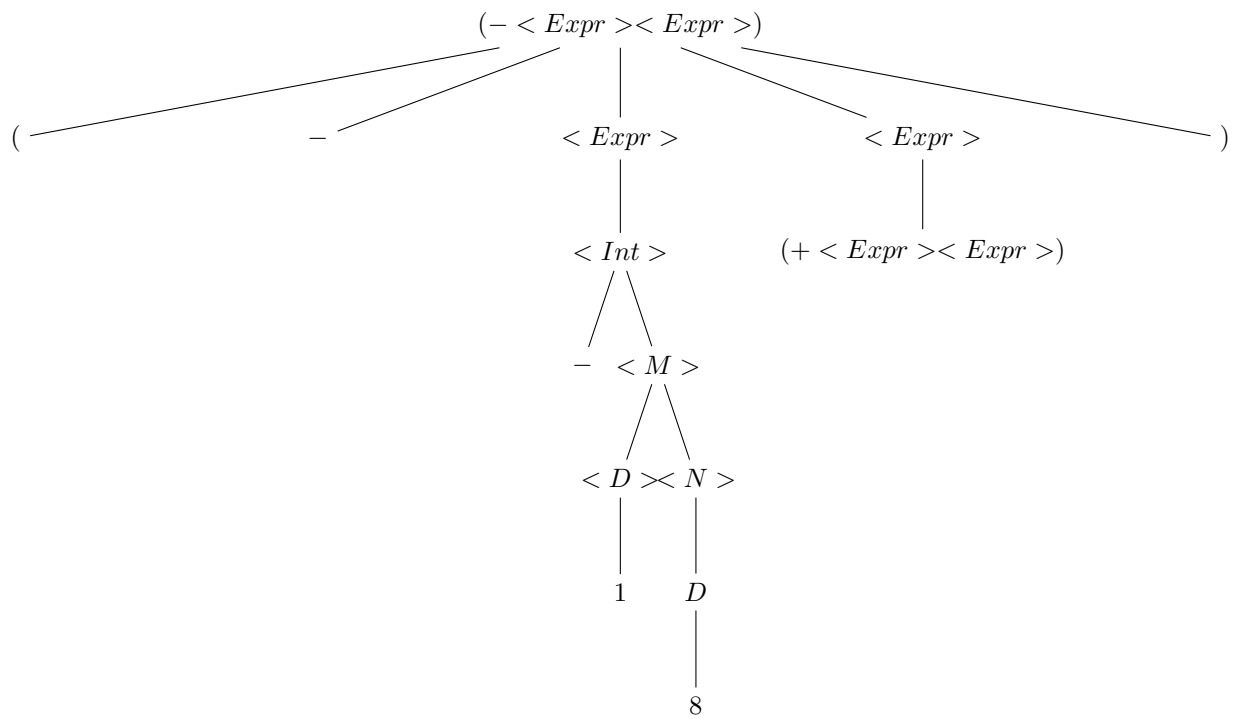 (− < Expr >< Expr >)
( − < Expr > < Expr > )
< Int > (+ < Expr >< Expr >)
− < M >
< D >< N >
1 D
8